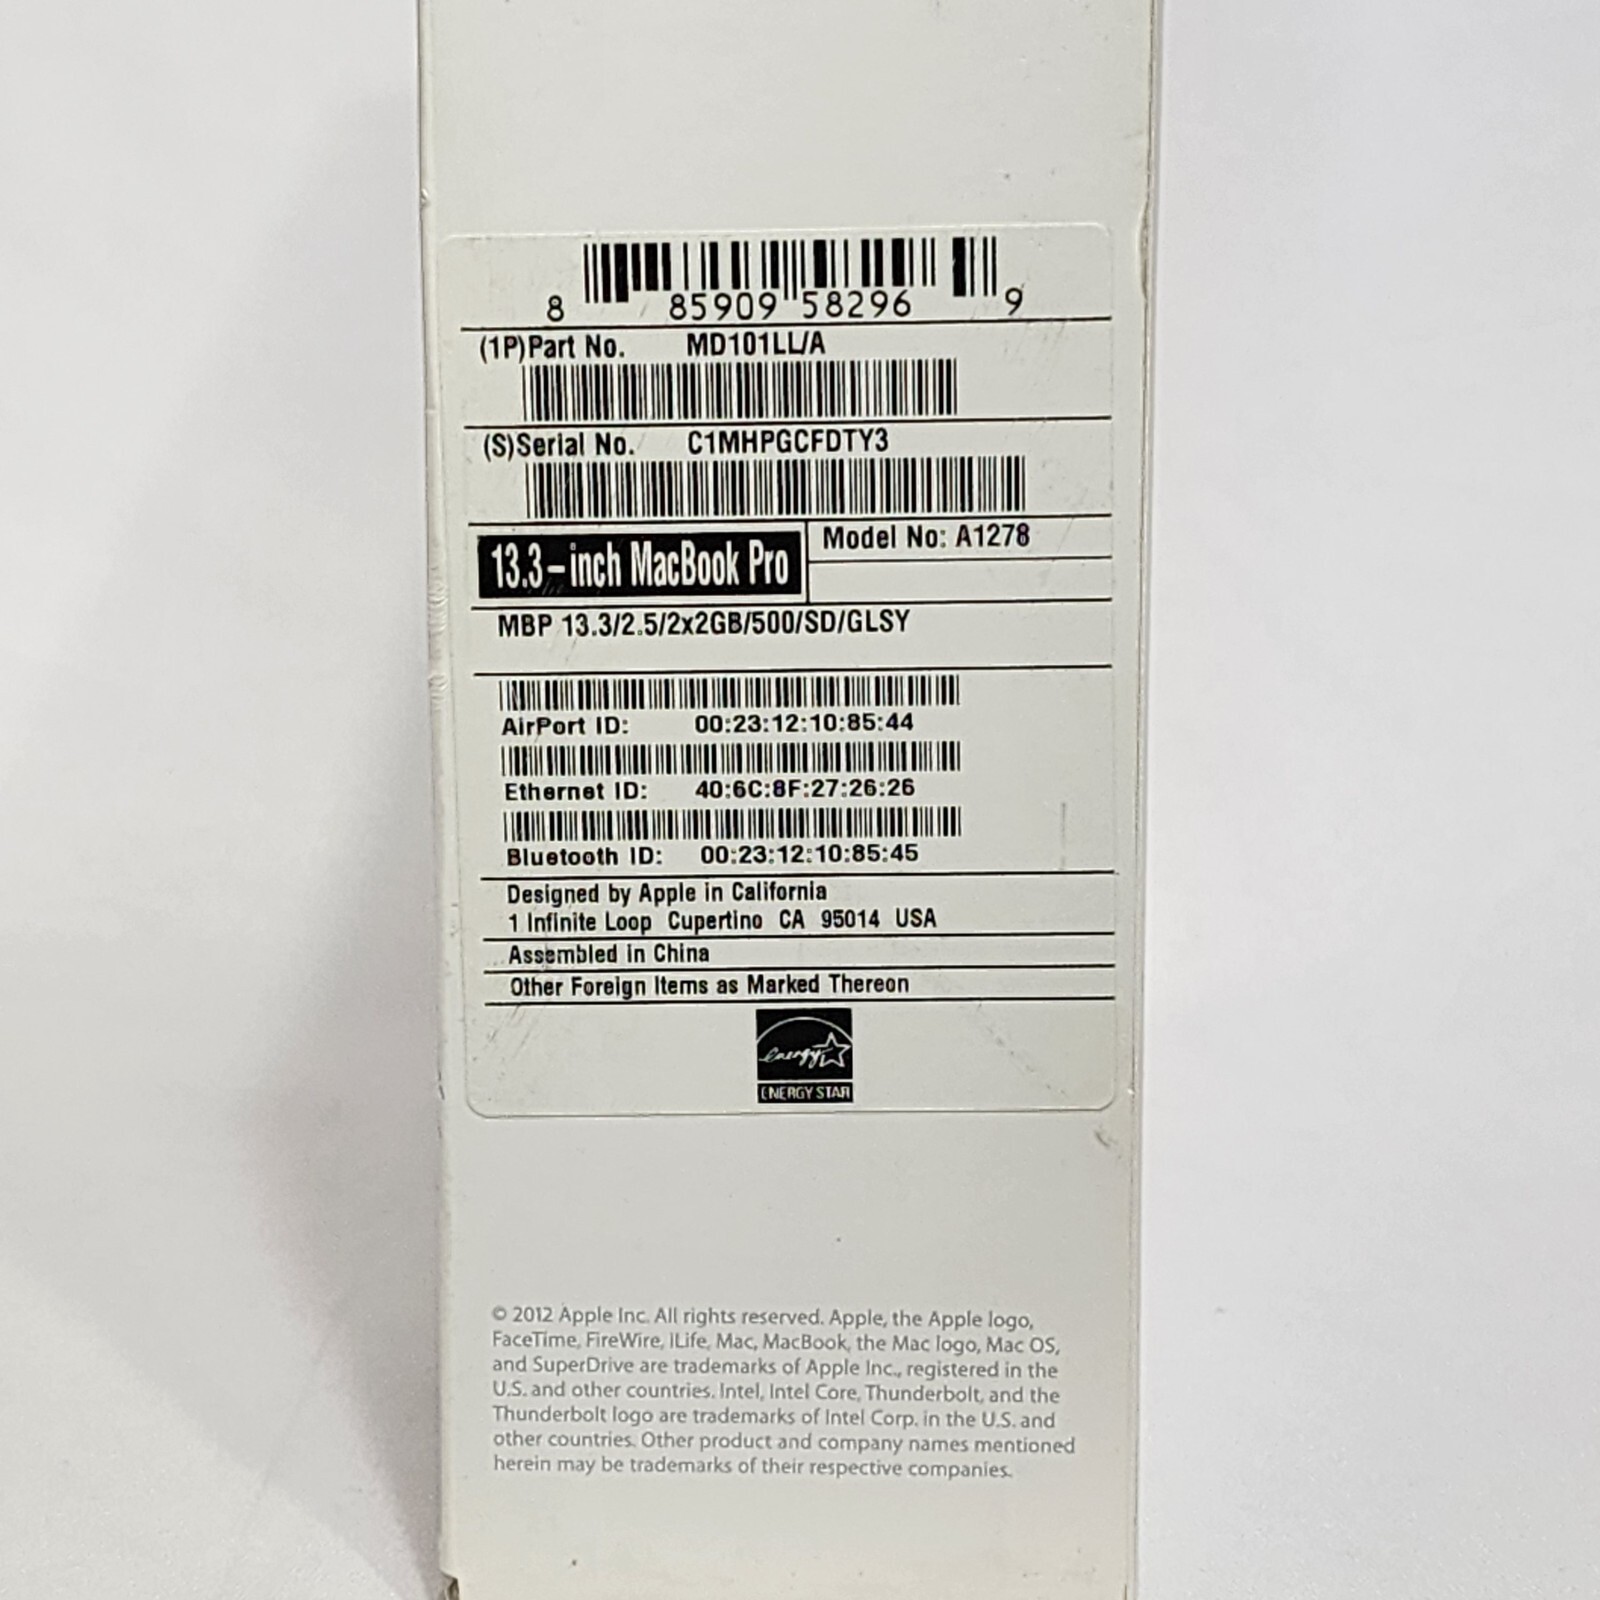 8 85909 58296 9
(1P)Part No. MD101LL/A
(S)Serial No. C1MHPGCFDTY3
13.3-inch MacBook Pro
Model No: A1278
MBP 13.3/2.5/2x2GB/500/SD/GLSY
AirPort ID: 00:23:12:10:85:44
Ethernet ID: 40:6C:8F:27:26:26
Bluetooth ID: 00:23:12:10:85:45
Designed by Apple in California
1 Infinite Loop Cupertino CA 95014 USA
Assembled in China
Other Foreign Items as Marked Thereon
energy
ENERGY STAR
© 2012 Apple Inc. All rights reserved. Apple, the Apple logo,
FaceTime, FireWire, iLife, Mac, MacBook, the Mac logo, Mac OS,
and SuperDrive are trademarks of Apple Inc., registered in the
U.S. and other countries. Intel, Intel Core, Thunderbolt, and the
Thunderbolt logo are trademarks of Intel Corp. in the U.S. and
other countries. Other product and company names mentioned
herein may be trademarks of their respective companies.